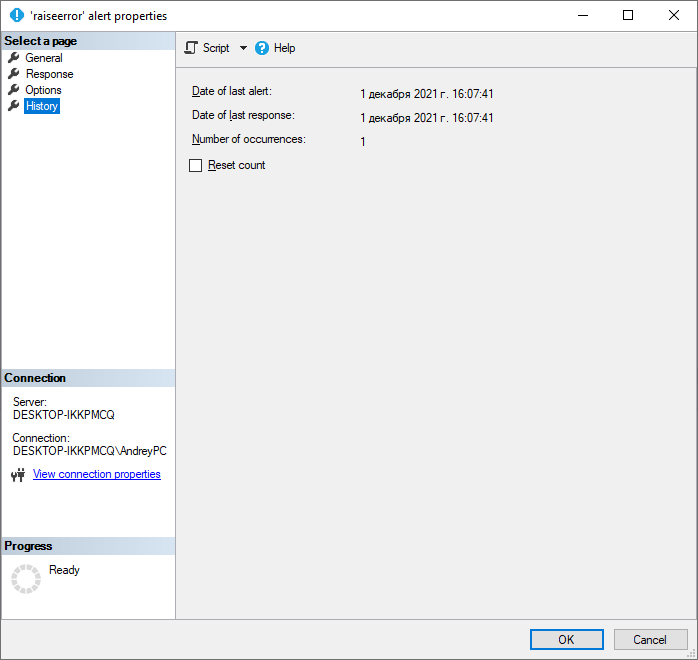 'raiseerror' alert properties
Select a page
General
Response
Options
History
Script
Help
Date of last alert: 1 декабря 2021 г. 16:07:41
Date of last response: 1 декабря 2021 г. 16:07:41
Number of occurrences: 1
Reset count
Connection
Server:
DESKTOP-IKKPMCQ
Connection:
DESKTOP-IKKPMCQ\AndreyPC
View connection properties
Progress
Ready
OK
Cancel